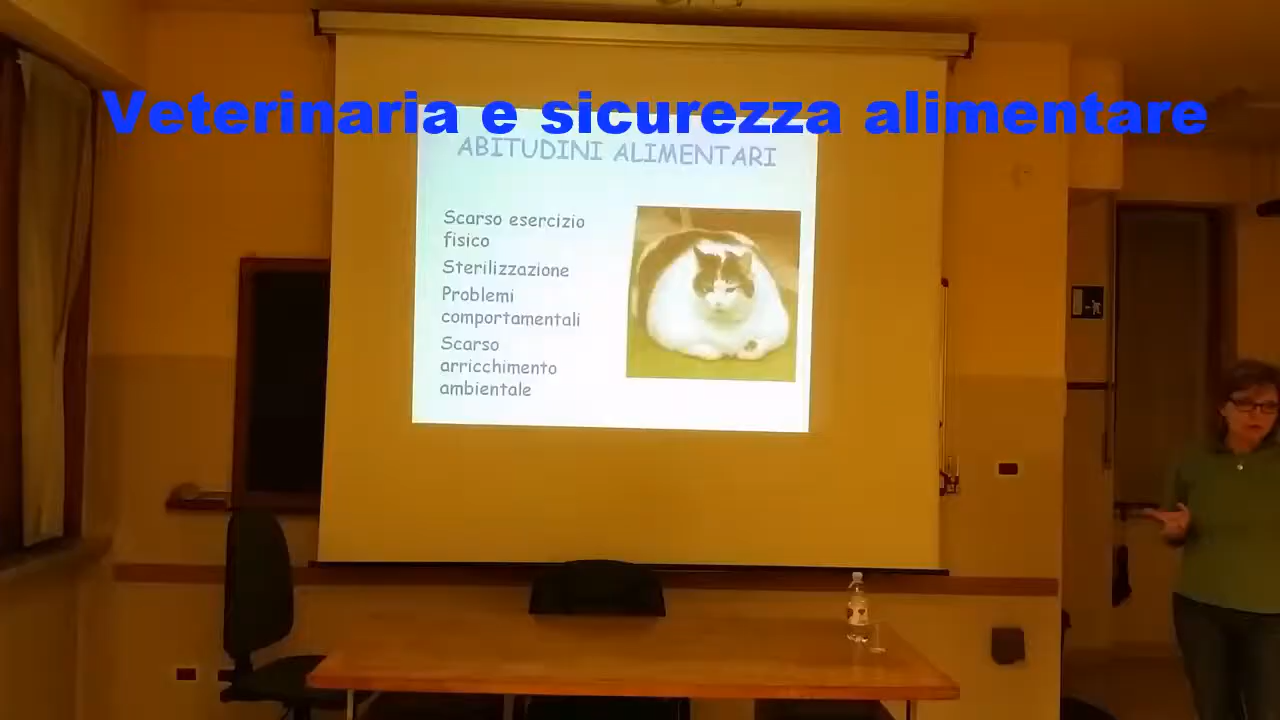 Veterinaria e sicurezza alimentare
ABITUDINI ALIMENTARI
Scarso esercizio
fisico
Sterilizzazione
Problemi
comportamentali
Scarso
arricchimento
ambientale